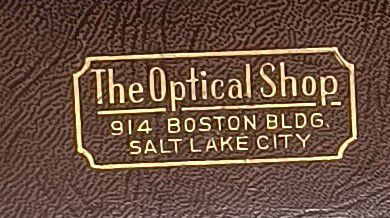 The Optical Shop
914 BOSTON BLDG.
SALT LAKE CITY